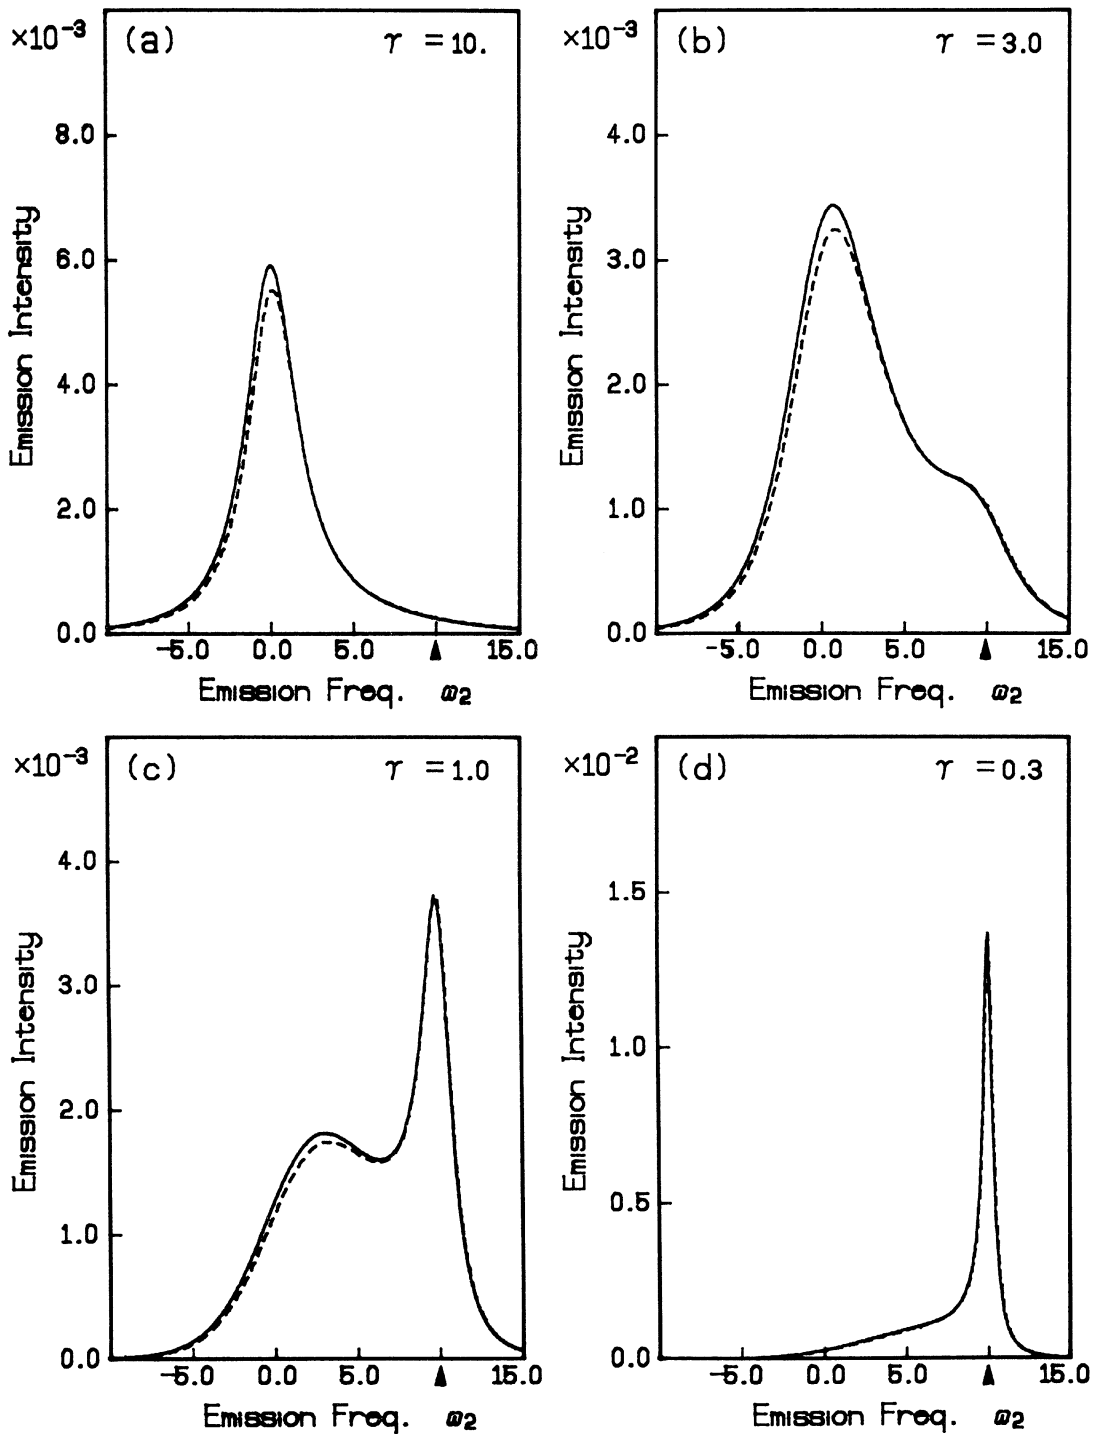 ×10⁻³ (a) γ = 10.
8.0
6.0
4.0
2.0
0.0
-5.0 0.0 5.0 15.0
Emission Intensity
Emission Freq. ω₂
×10⁻³ (b) γ = 3.0
4.0
3.0
2.0
1.0
0.0
-5.0 0.0 5.0 15.0
Emission Intensity
Emission Freq. ω₂
×10⁻³ (c) γ = 1.0
4.0
3.0
2.0
1.0
0.0
-5.0 0.0 5.0 15.0
Emission Intensity
Emission Freq. ω₂
×10⁻² (d) γ = 0.3
1.5
1.0
0.5
0.0
-5.0 0.0 5.0 15.0
Emission Intensity
Emission Freq. ω₂